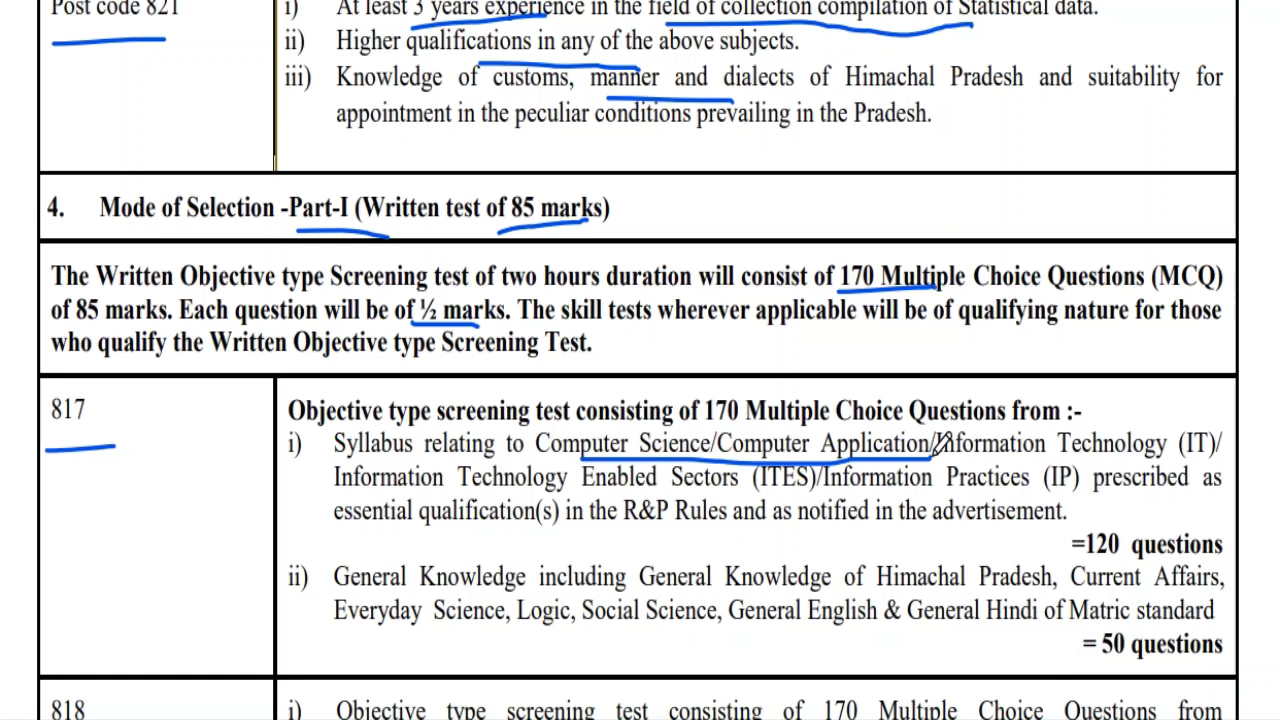 Post code 821
i) At least 3 years experience in the field of collection compilation of Statistical data.
ii) Higher qualifications in any of the above subjects.
iii) Knowledge of customs, manner and dialects of Himachal Pradesh and suitability for
appointment in the peculiar conditions prevailing in the Pradesh.
4. Mode of Selection -Part-I (Written test of 85 marks)
The Written Objective type Screening test of two hours duration will consist of 170 Multiple Choice Questions (MCQ)
of 85 marks. Each question will be of ½ marks. The skill tests wherever applicable will be of qualifying nature for those
who qualify the Written Objective type Screening Test.
817
Objective type screening test consisting of 170 Multiple Choice Questions from :-
i) Syllabus relating to Computer Science/Computer Application/Information Technology (IT)/
Information Technology Enabled Sectors (ITES)/Information Practices (IP) prescribed as
essential qualification(s) in the R&P Rules and as notified in the advertisement.
=120 questions
ii) General Knowledge including General Knowledge of Himachal Pradesh, Current Affairs,
Everyday Science, Logic, Social Science, General English & General Hindi of Matric standard
= 50 questions
818
i) Objective type screening test consisting of 170 Multiple Choice Questions from